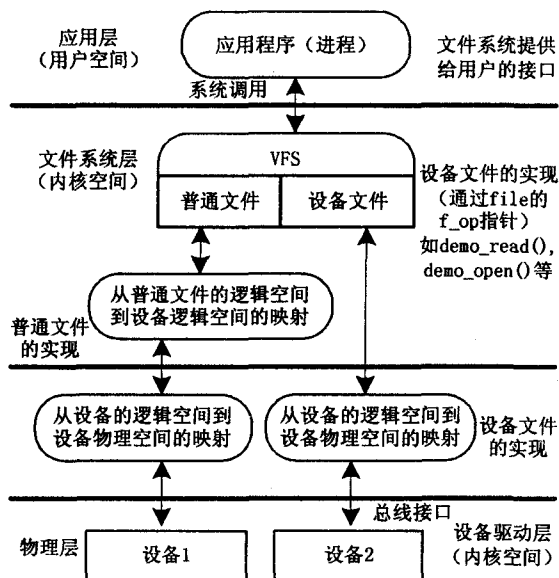 应用层
（用户空间）
应用程序（进程）
文件系统提供
给用户的接口
系统调用
文件系统层
（内核空间）
VFS
普通文件
设备文件
设备文件的实现
（通过file的
f_op指针）
如demo_read(),
demo_open()等
从普通文件的逻辑空间
到设备逻辑空间的映射
普通文件
的实现
从设备的逻辑空间到
设备物理空间的映射
从设备的逻辑空间到
设备物理空间的映射
设备文件
的实现
总线接口
物理层
设备1
设备2
设备驱动层
（内核空间）